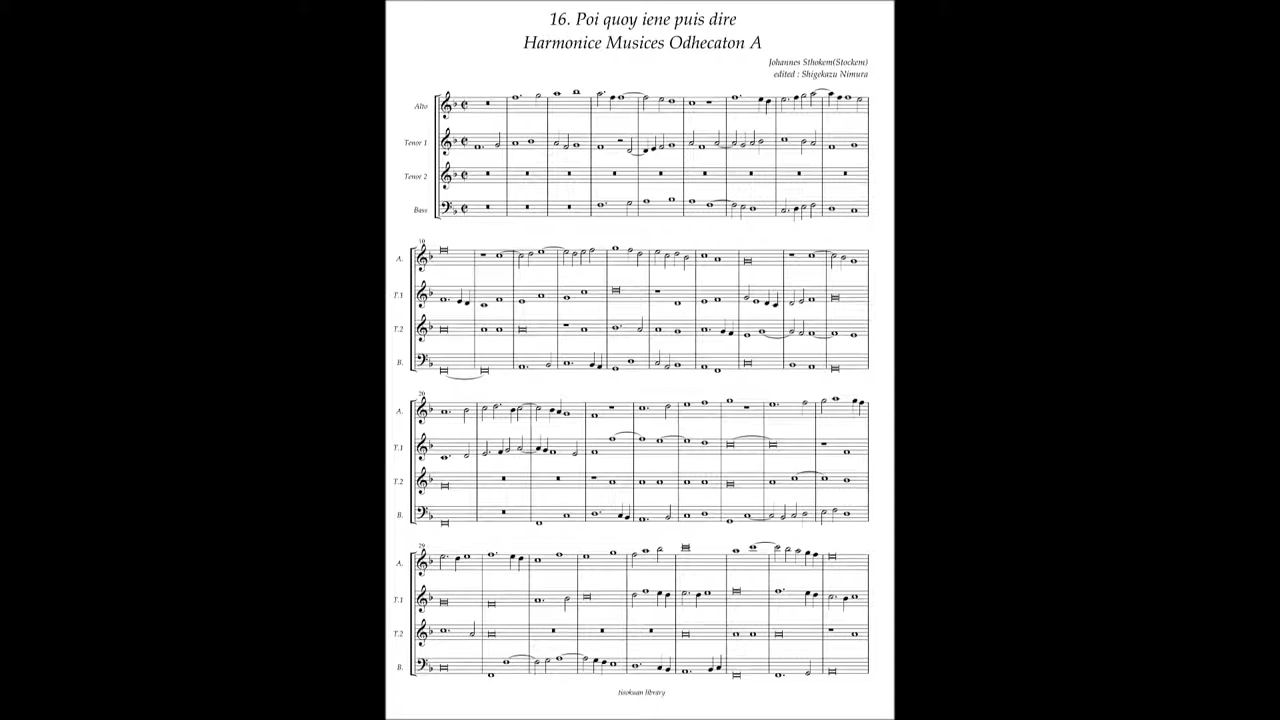 16. Poi quoy iene puis dire
Harmonice Musices Odhecaton A
Johannes Sthokem(Stockem)
edited : Shigekazu Nimura
Alto
Tenor 1
Tenor 2
Bass
10
A.
T.1
T.2
B.
20
A.
T.1
T.2
B.
29
A.
T.1
T.2
B.
tisokuan library